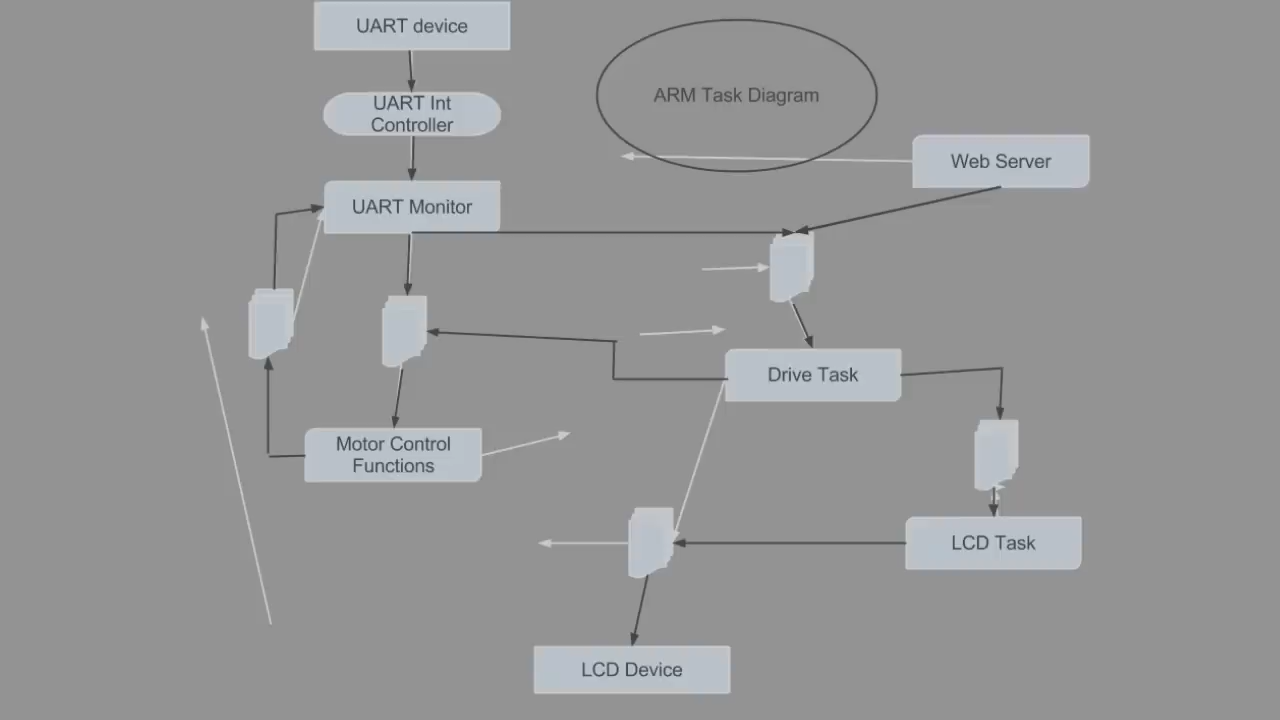 UART device
ARM Task Diagram
UART Int
Controller
Web Server
UART Monitor
Drive Task
Motor Control
Functions
LCD Task
LCD Device